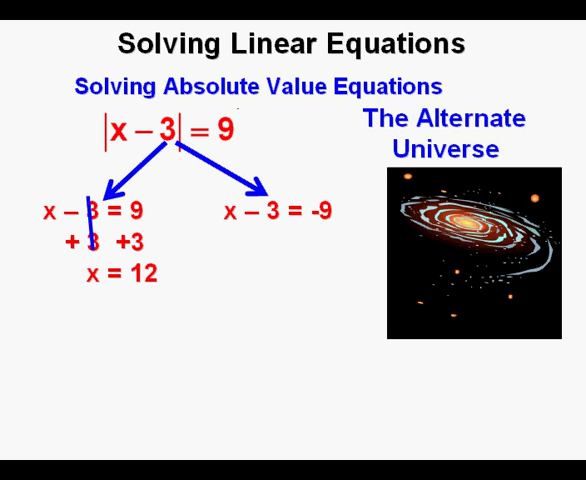 Solving Linear Equations
Solving Absolute Value Equations
|x – 3| = 9
The Alternate
Universe
x – 3 = 9
x – 3 = -9
+ 3 +3
x = 12